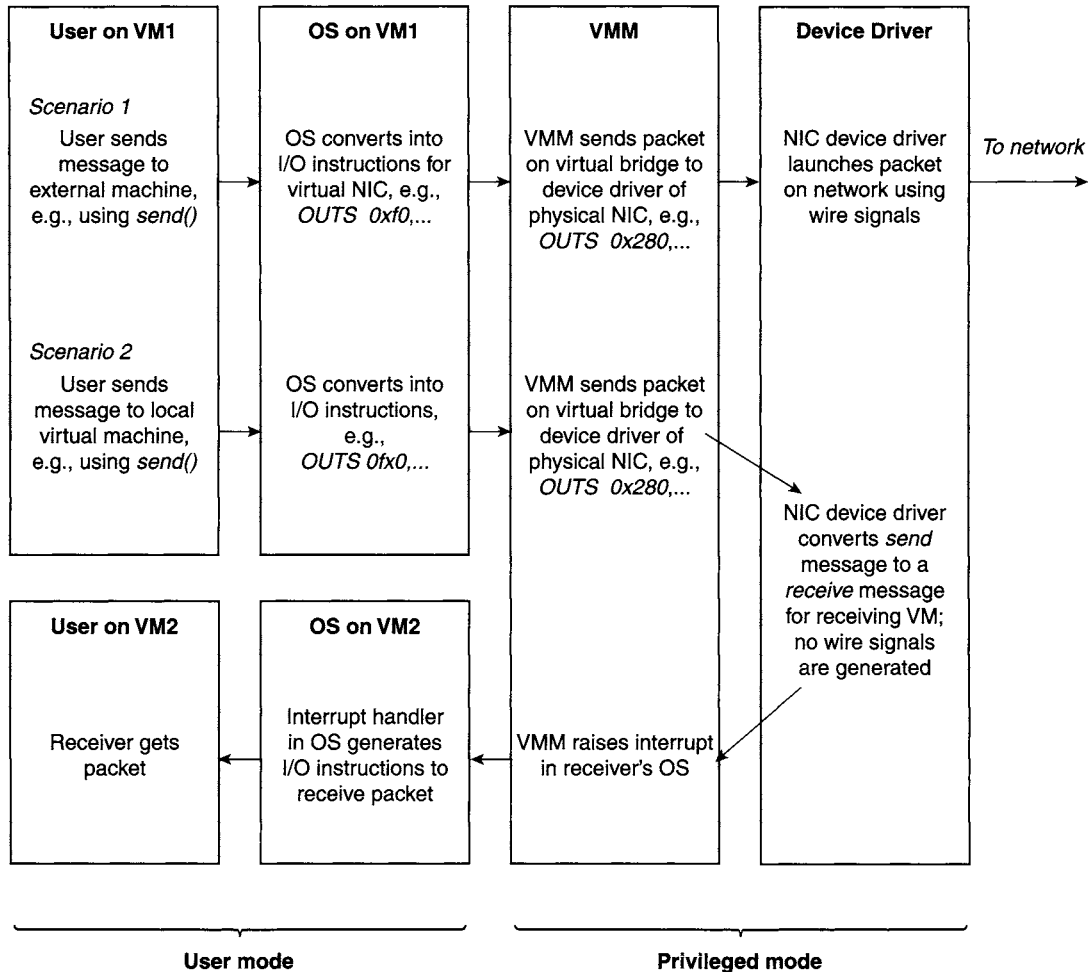 User on VM1
Scenario 1
User sends
message to
external machine,
e.g., using send()
Scenario 2
User sends
message to local
virtual machine,
e.g., using send()
OS on VM1
OS converts into
I/O instructions for
virtual NIC, e.g.,
OUTS 0xf0,...
OS converts into
I/O instructions,
e.g.,
OUTS 0fx0,...
VMM
VMM sends packet
on virtual bridge to
device driver of
physical NIC, e.g.,
OUTS 0x280,...
VMM sends packet
on virtual bridge to
device driver of
physical NIC, e.g.,
OUTS 0x280,...
VMM raises interrupt
in receiver's OS
Device Driver
NIC device driver
launches packet
on network using
wire signals
To network
NIC device driver
converts send
message to a
receive message
for receiving VM;
no wire signals
are generated
User on VM2
Receiver gets
packet
OS on VM2
Interrupt handler
in OS generates
I/O instructions to
receive packet
User mode
Privileged mode